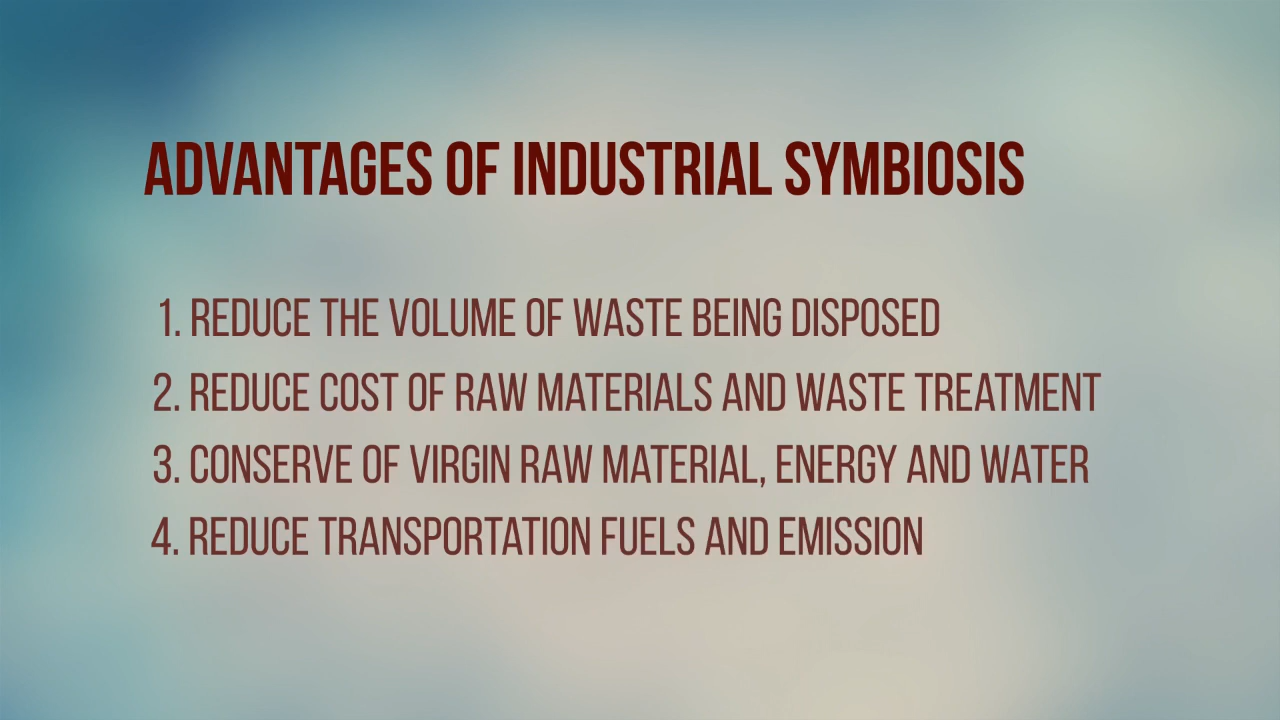 ADVANTAGES OF INDUSTRIAL SYMBIOSIS
1. REDUCE THE VOLUME OF WASTE BEING DISPOSED
2. REDUCE COST OF RAW MATERIALS AND WASTE TREATMENT
3. CONSERVE OF VIRGIN RAW MATERIAL, ENERGY AND WATER
4. REDUCE TRANSPORTATION FUELS AND EMISSION